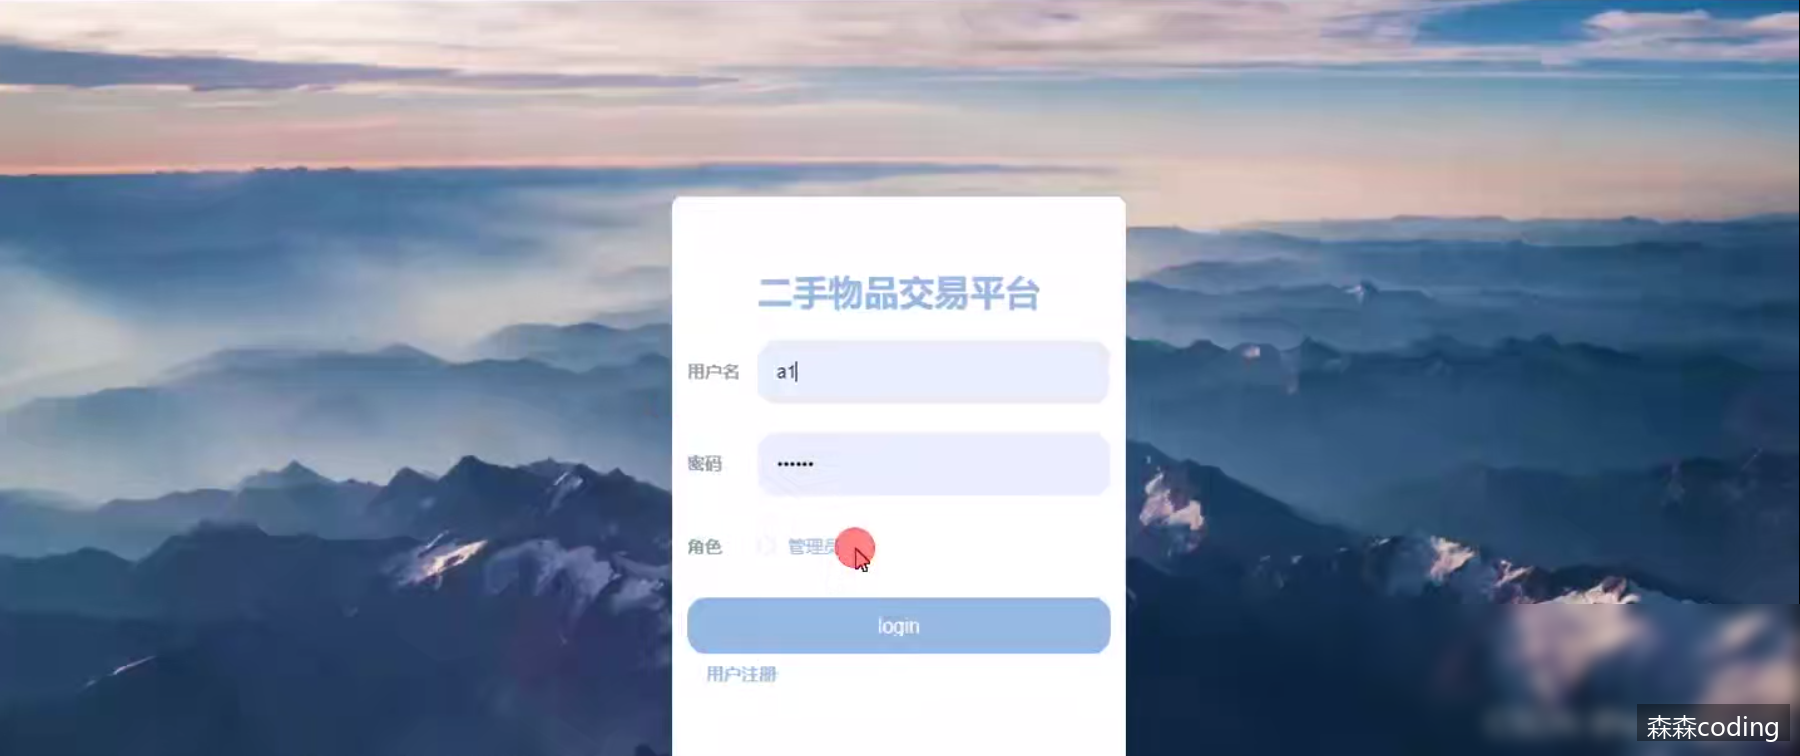 二手物品交易平台
用户名 a1
密码 ••••••
角色 管理员
login
用户注册
森森coding